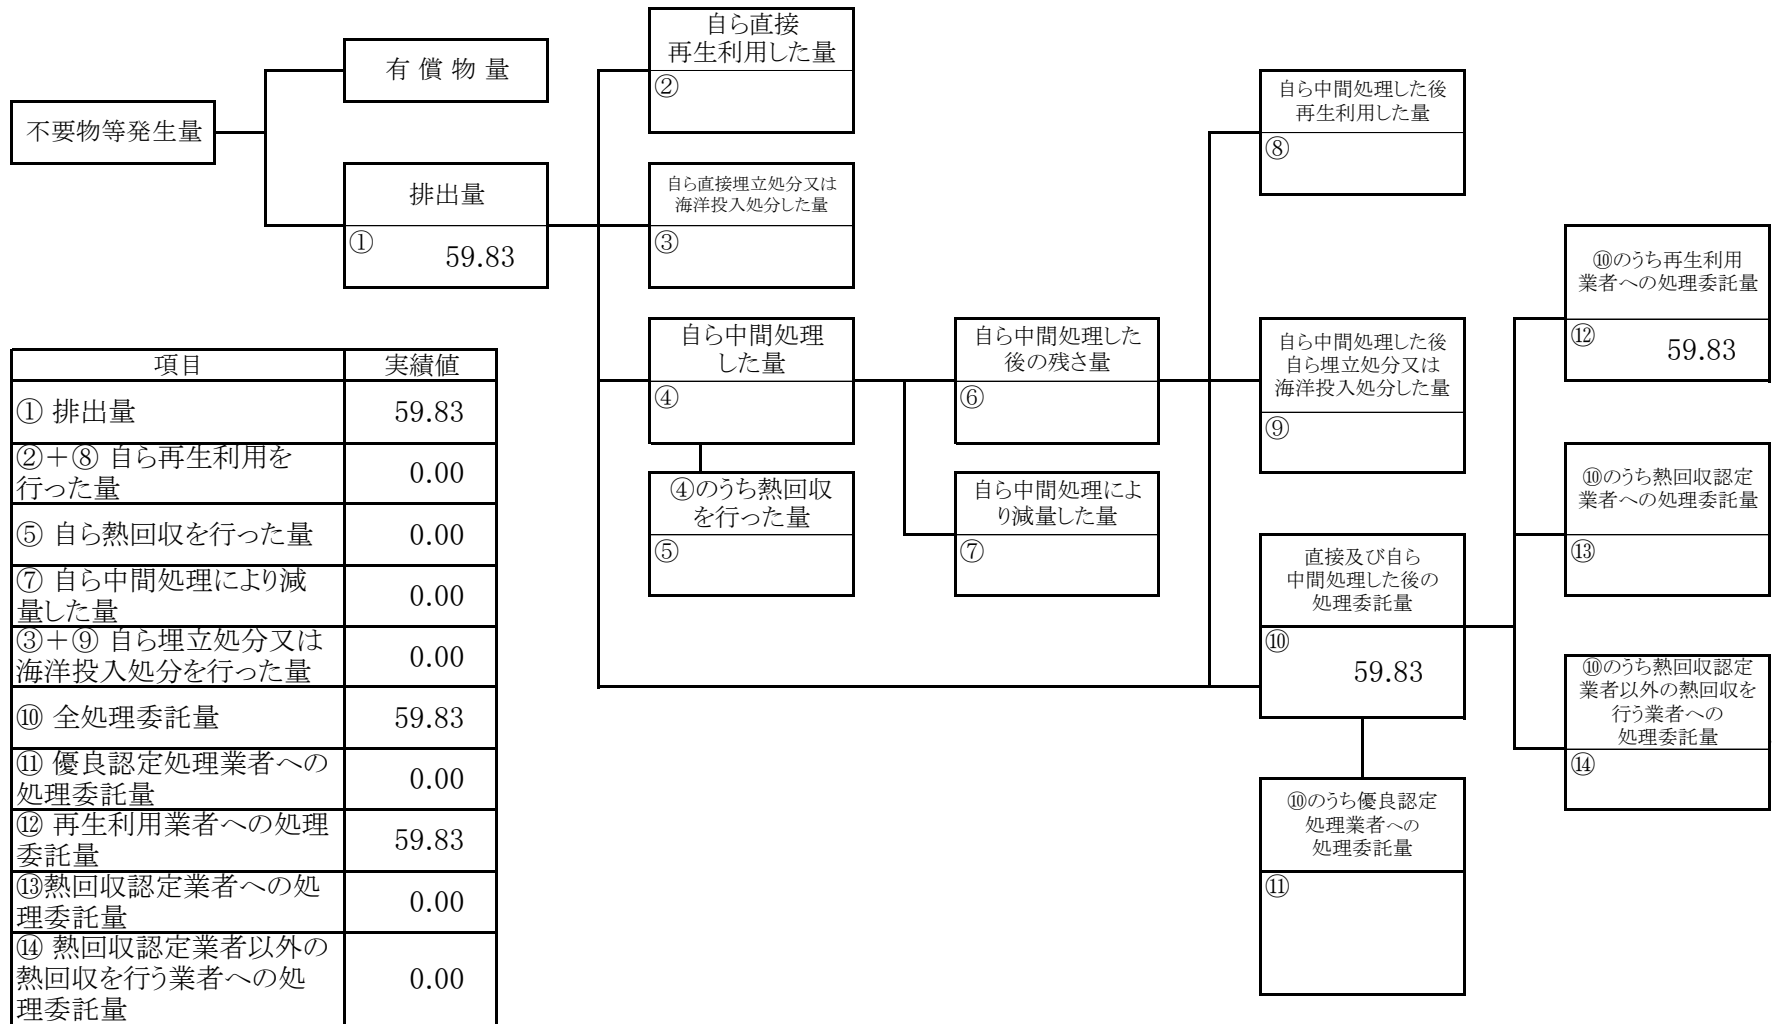 不要物等発生量
有 償 物 量
排出量
①
59.83
自ら直接
再生利用した量
②
自ら直接埋立処分又は
海洋投入処分した量
③
自ら中間処理
した量
④
④のうち熱回収
を行った量
⑤
自ら中間処理した
後の残さ量
⑥
自ら中間処理によ
り減量した量
⑦
自ら中間処理した後
再生利用した量
⑧
自ら中間処理した後
自ら埋立処分又は
海洋投入処分した量
⑨
直接及び自ら
中間処理した後の
処理委託量
⑩
59.83
⑩のうち優良認定
処理業者への
処理委託量
⑪
⑩のうち再生利用
業者への処理委託量
⑫
59.83
⑩のうち熱回収認定
業者への処理委託量
⑬
⑩のうち熱回収認定
業者以外の熱回収を
行う業者への
処理委託量
⑭
項目 実績値
① 排出量 59.83
②＋⑧ 自ら再生利用を
行った量 0.00
⑤ 自ら熱回収を行った量 0.00
⑦ 自ら中間処理により減
量した量 0.00
③＋⑨ 自ら埋立処分又は
海洋投入処分を行った量 0.00
⑩ 全処理委託量 59.83
⑪ 優良認定処理業者への
処理委託量 0.00
⑫ 再生利用業者への処理
委託量 59.83
⑬熱回収認定業者への処
理委託量 0.00
⑭ 熱回収認定業者以外の
熱回収を行う業者への処
理委託量 0.00